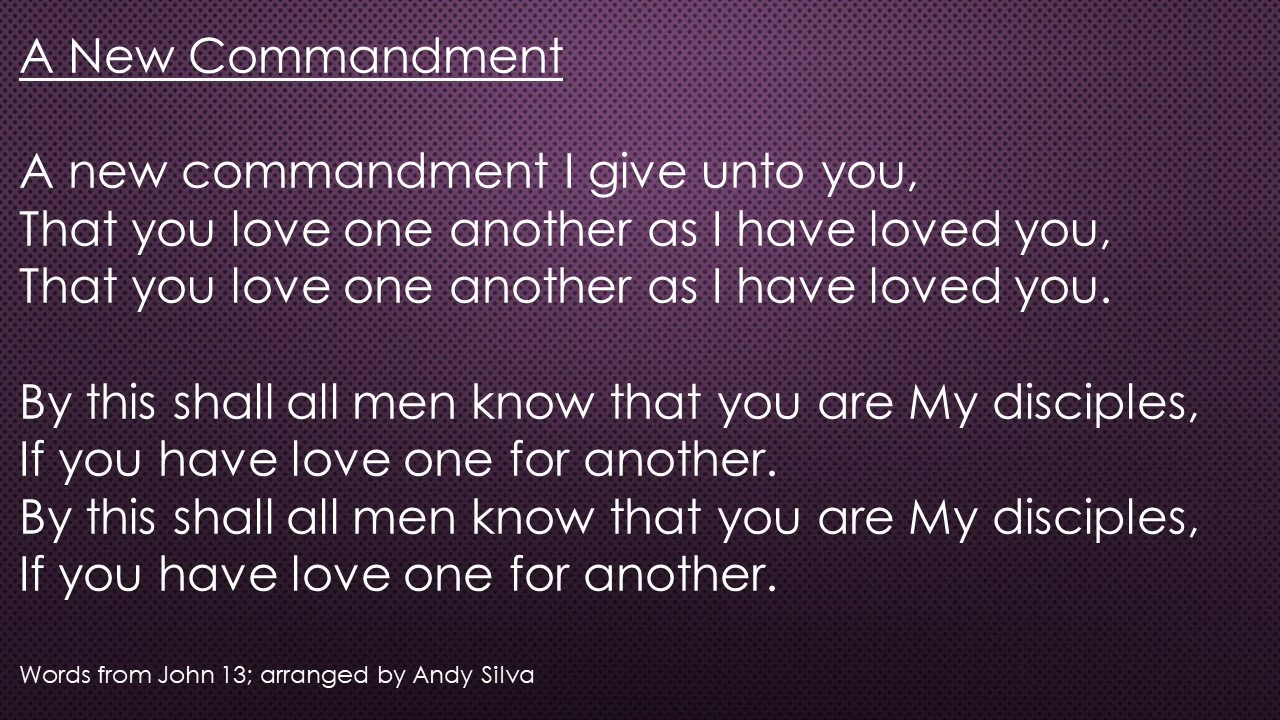 A New Commandment
A new commandment I give unto you,
That you love one another as I have loved you,
That you love one another as I have loved you.
By this shall all men know that you are My disciples,
If you have love one for another.
By this shall all men know that you are My disciples,
If you have love one for another.
Words from John 13; arranged by Andy Silva